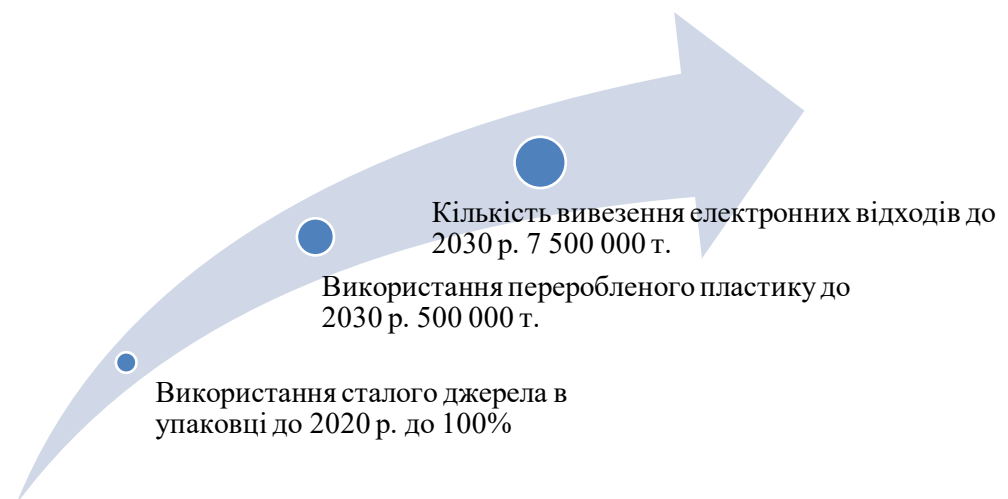 Кількість вивезення електронних відходів до
2030 р. 7 500 000 т.
Використання переробленого пластику до
2030 р. 500 000 т.
Використання сталого джерела в
упаковці до 2020 р. до 100%